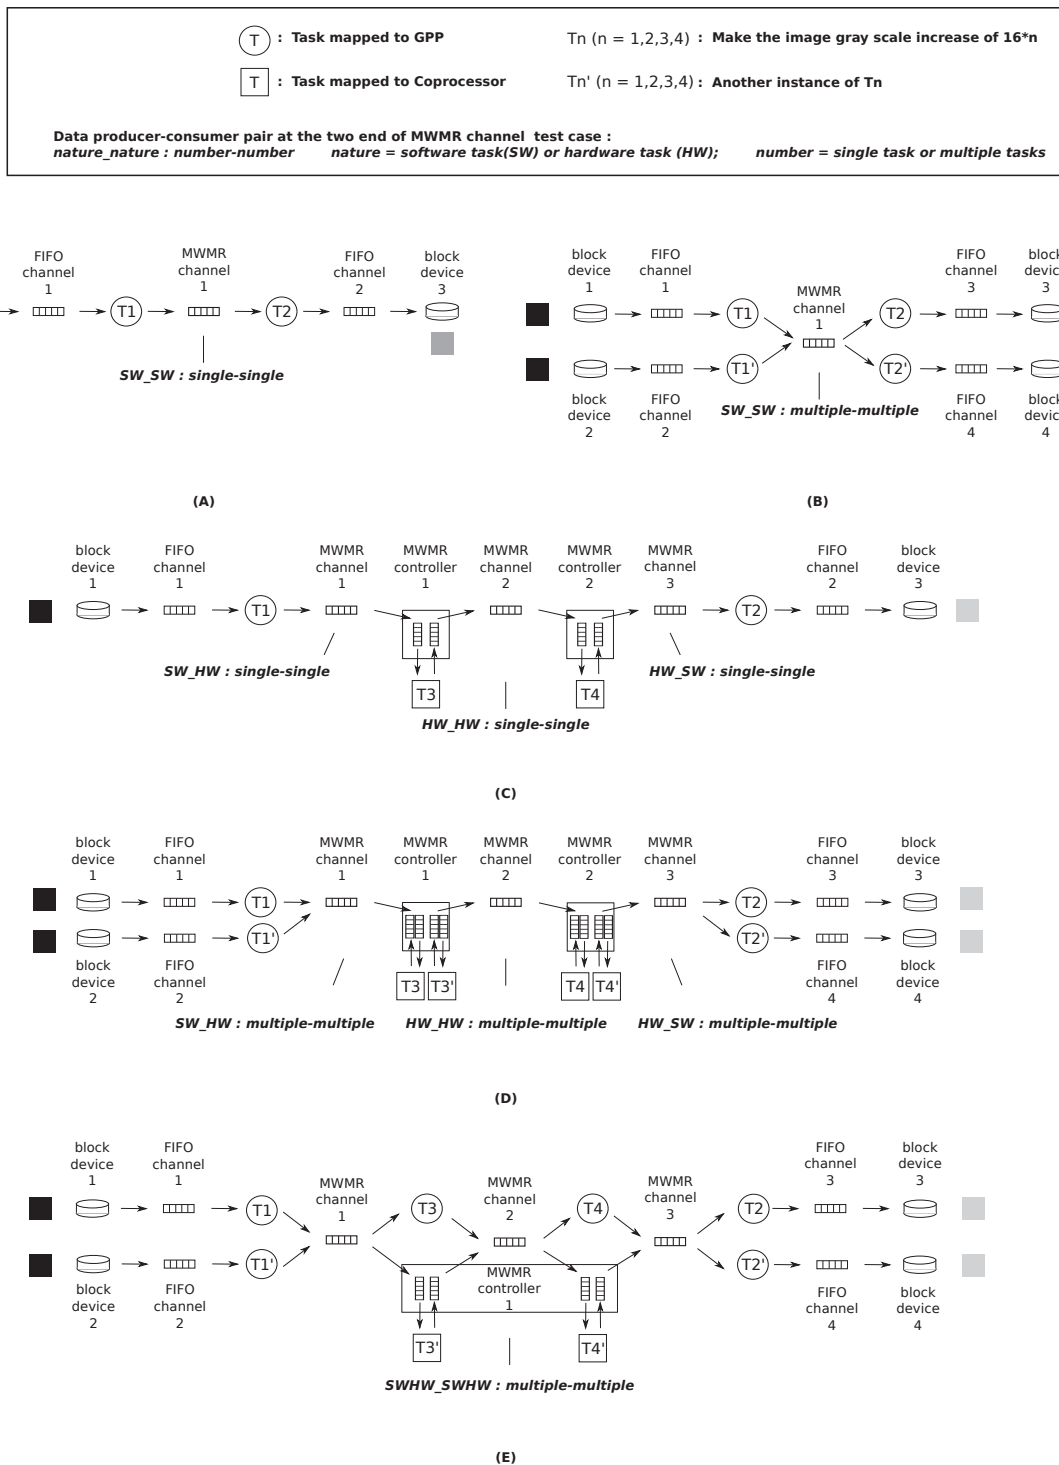 T : Task mapped to GPP Tn (n = 1,2,3,4) : Make the image gray scale increase of 16*n
T : Task mapped to Coprocessor Tn' (n = 1,2,3,4) : Another instance of Tn
Data producer-consumer pair at the two end of MWMR channel test case :
nature_nature : number-number nature = software task(SW) or hardware task (HW); number = single task or multiple tasks
FIFO channel 1
MWMR channel 1
FIFO channel 2
block device 3
T1 T2
SW_SW : single-single
(A)
block device 1
FIFO channel 1
MWMR channel 1
FIFO channel 3
block device 3
T1 T2
T1' T2'
SW_SW : multiple-multiple
block device 2
FIFO channel 2
FIFO channel 4
block device 4
(B)
block device 1
FIFO channel 1
MWMR channel 1
MWMR controller 1
MWMR channel 2
MWMR controller 2
MWMR channel 3
FIFO channel 2
block device 3
T1 T2
SW_HW : single-single
HW_SW : single-single
T3 T4
HW_HW : single-single
(C)
block device 1
FIFO channel 1
MWMR channel 1
MWMR controller 1
MWMR channel 2
MWMR controller 2
MWMR channel 3
FIFO channel 3
block device 3
T1 T2
T1' T2'
block device 2
FIFO channel 2
T3 T3' T4 T4'
FIFO channel 4
block device 4
SW_HW : multiple-multiple HW_HW : multiple-multiple HW_SW : multiple-multiple
(D)
block device 1
FIFO channel 1
MWMR channel 1
MWMR channel 2
MWMR channel 3
FIFO channel 3
block device 3
T1 T3 T4 T2
T1' T2'
MWMR controller 1
block device 2
FIFO channel 2
FIFO channel 4
block device 4
T3' T4'
SWHW_SWHW : multiple-multiple
(E)